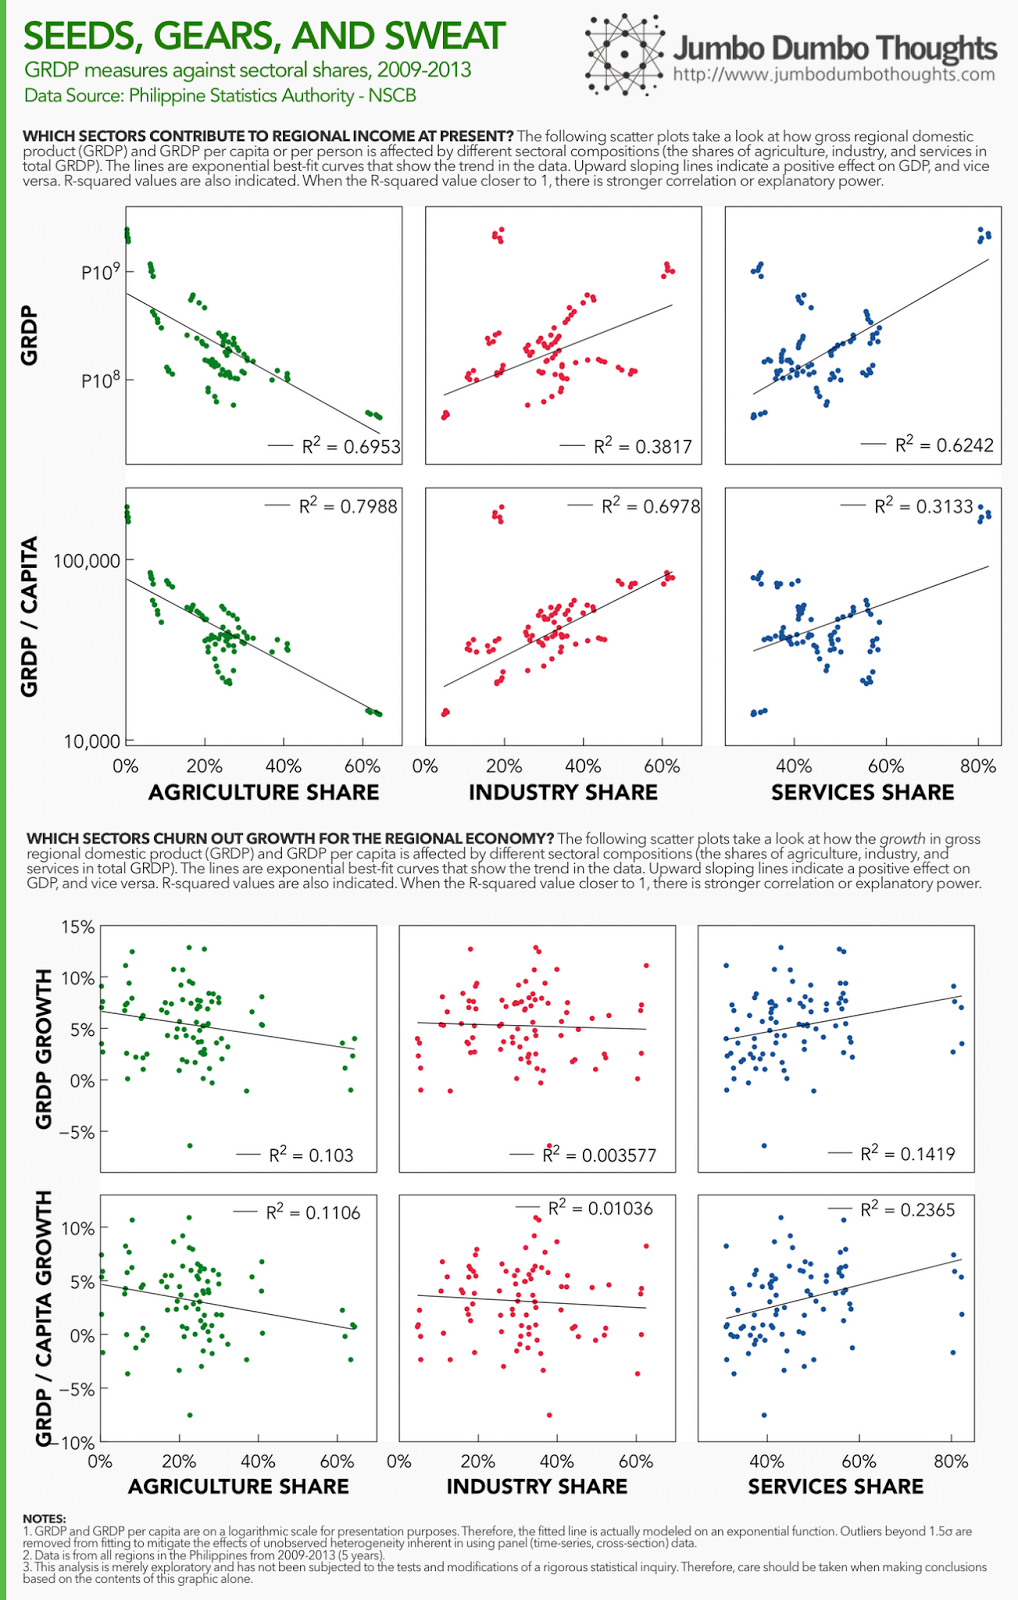 SEEDS, GEARS, AND SWEAT
GRDP measures against sectoral shares, 2009-2013
Data Source: Philippine Statistics Authority - NSCB
Jumbo Dumbo Thoughts
http://www.jumbodumbothoughts.com
WHICH SECTORS CONTRIBUTE TO REGIONAL INCOME AT PRESENT? The following scatter plots take a look at how gross regional domestic
product (GRDP) and GRDP per capita or per person is affected by different sectoral compositions (the shares of agriculture, industry, and services in
total GRDP). The lines are exponential best-fit curves that show the trend in the data. Upward sloping lines indicate a positive effect on GDP, and vice
versa. R-squared values are also indicated. When the R-squared value closer to 1, there is stronger correlation or explanatory power.
GRDP
P10⁹
P10⁸
R² = 0.6953
R² = 0.3817
R² = 0.6242
GRDP / CAPITA
100,000
10,000
R² = 0.7988
R² = 0.6978
R² = 0.3133
0% 20% 40% 60%
0% 20% 40% 60%
40% 60% 80%
AGRICULTURE SHARE
INDUSTRY SHARE
SERVICES SHARE
WHICH SECTORS CHURN OUT GROWTH FOR THE REGIONAL ECONOMY? The following scatter plots take a look at how the growth in gross
regional domestic product (GRDP) and GRDP per capita is affected by different sectoral compositions (the shares of agriculture, industry, and
services in total GRDP). The lines are exponential best-fit curves that show the trend in the data. Upward sloping lines indicate a positive effect on
GDP, and vice versa. R-squared values are also indicated. When the R-squared value closer to 1, there is stronger correlation or explanatory power.
GRDP GROWTH
15%
10%
5%
0%
−5%
R² = 0.103
R² = 0.003577
R² = 0.1419
GRDP / CAPITA GROWTH
10%
5%
0%
−5%
−10%
R² = 0.1106
R² = 0.01036
R² = 0.2365
0% 20% 40% 60%
0% 20% 40% 60%
40% 60% 80%
AGRICULTURE SHARE
INDUSTRY SHARE
SERVICES SHARE
NOTES:
1. GRDP and GRDP per capita are on a logarithmic scale for presentation purposes. Therefore, the fitted line is actually modeled on an exponential function. Outliers beyond 1.5σ are
removed from fitting to mitigate the effects of unobserved heterogeneity inherent in using panel (time-series, cross-section) data.
2. Data is from all regions in the Philippines from 2009-2013 (5 years).
3. This analysis is merely exploratory and has not been subjected to the tests and modifications of a rigorous statistical inquiry. Therefore, care should be taken when making conclusions
based on the contents of this graphic alone.